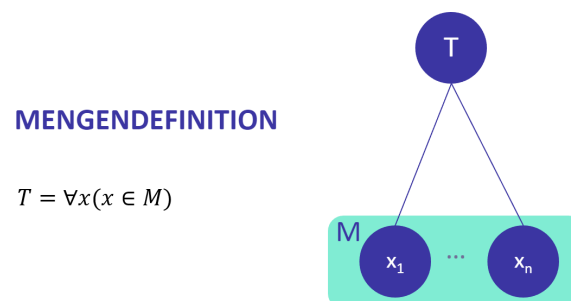 T
MENGENDEFINITION
T = ∀x(x ∈ M)
M
x₁ ... xₙ